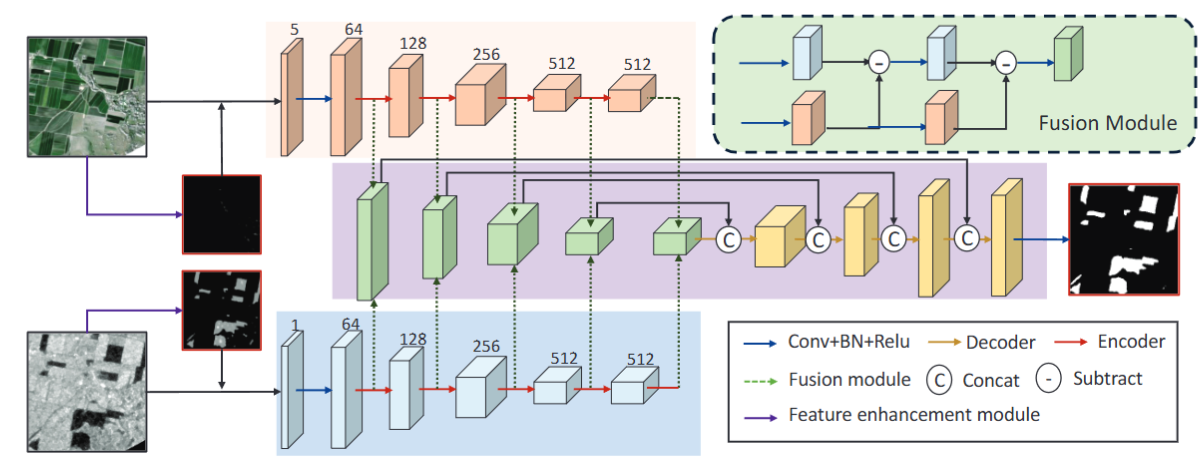 5
64
128
256
512
512
-
-
Fusion Module
C
C
C
C
1
64
128
256
512
512
Conv+BN+Relu
Decoder
Encoder
Fusion module
C
Concat
-
Subtract
Feature enhancement module